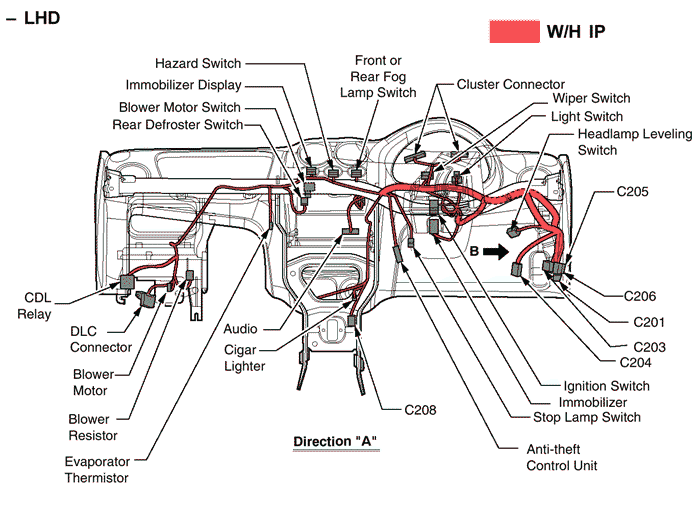 – LHD
W/H IP
Hazard Switch
Immobilizer Display
Blower Motor Switch
Rear Defroster Switch
Front or
Rear Fog
Lamp Switch
Cluster Connector
Wiper Switch
Light Switch
Headlamp Leveling
Switch
C205
B
C206
C201
C203
C204
CDL
Relay
DLC
Connector
Blower
Motor
Blower
Resistor
Evaporator
Thermistor
Audio
Cigar
Lighter
C208
Ignition Switch
Immobilizer
Stop Lamp Switch
Anti-theft
Control Unit
Direction "A"